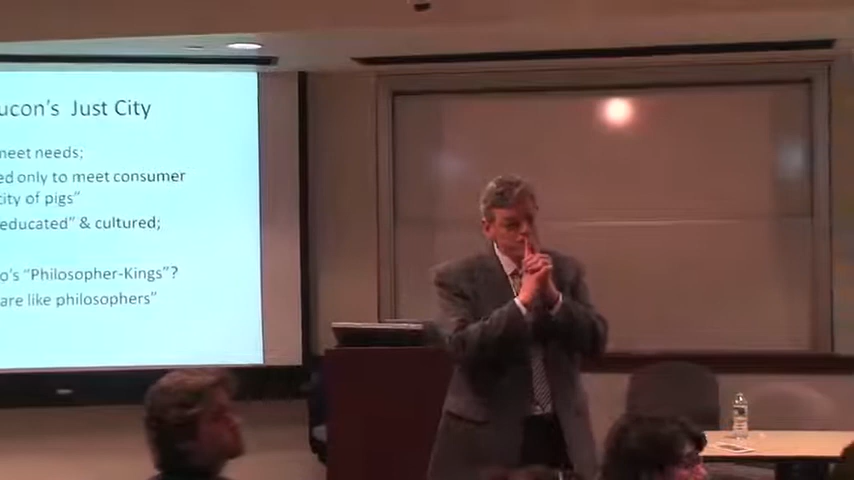 ucon's Just City
meet needs;
ed only to meet consumer
city of pigs"
educated" & cultured;
o's "Philosopher-Kings"?
are like philosophers"